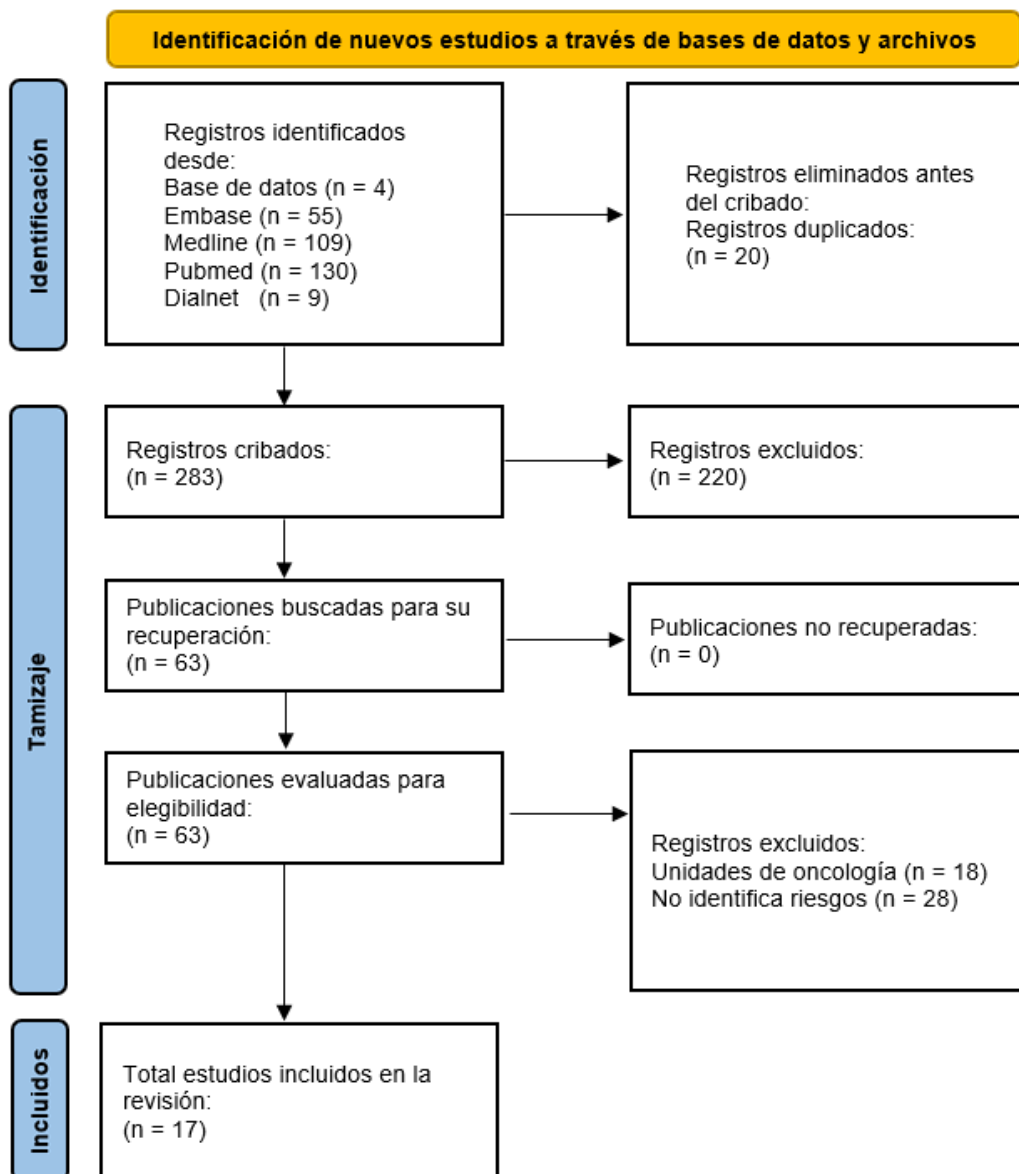 Identificación de nuevos estudios a través de bases de datos y archivos
Identificación
Registros identificados
desde:
Base de datos (n = 4)
Embase (n = 55)
Medline (n = 109)
Pubmed (n = 130)
Dialnet (n = 9)
Registros eliminados antes
del cribado:
Registros duplicados:
(n = 20)
Tamizaje
Registros cribados:
(n = 283)
Registros excluidos:
(n = 220)
Publicaciones buscadas para su
recuperación:
(n = 63)
Publicaciones no recuperadas:
(n = 0)
Publicaciones evaluadas para
elegibilidad:
(n = 63)
Registros excluidos:
Unidades de oncología (n = 18)
No identifica riesgos (n = 28)
Incluidos
Total estudios incluidos en la
revisión:
(n = 17)